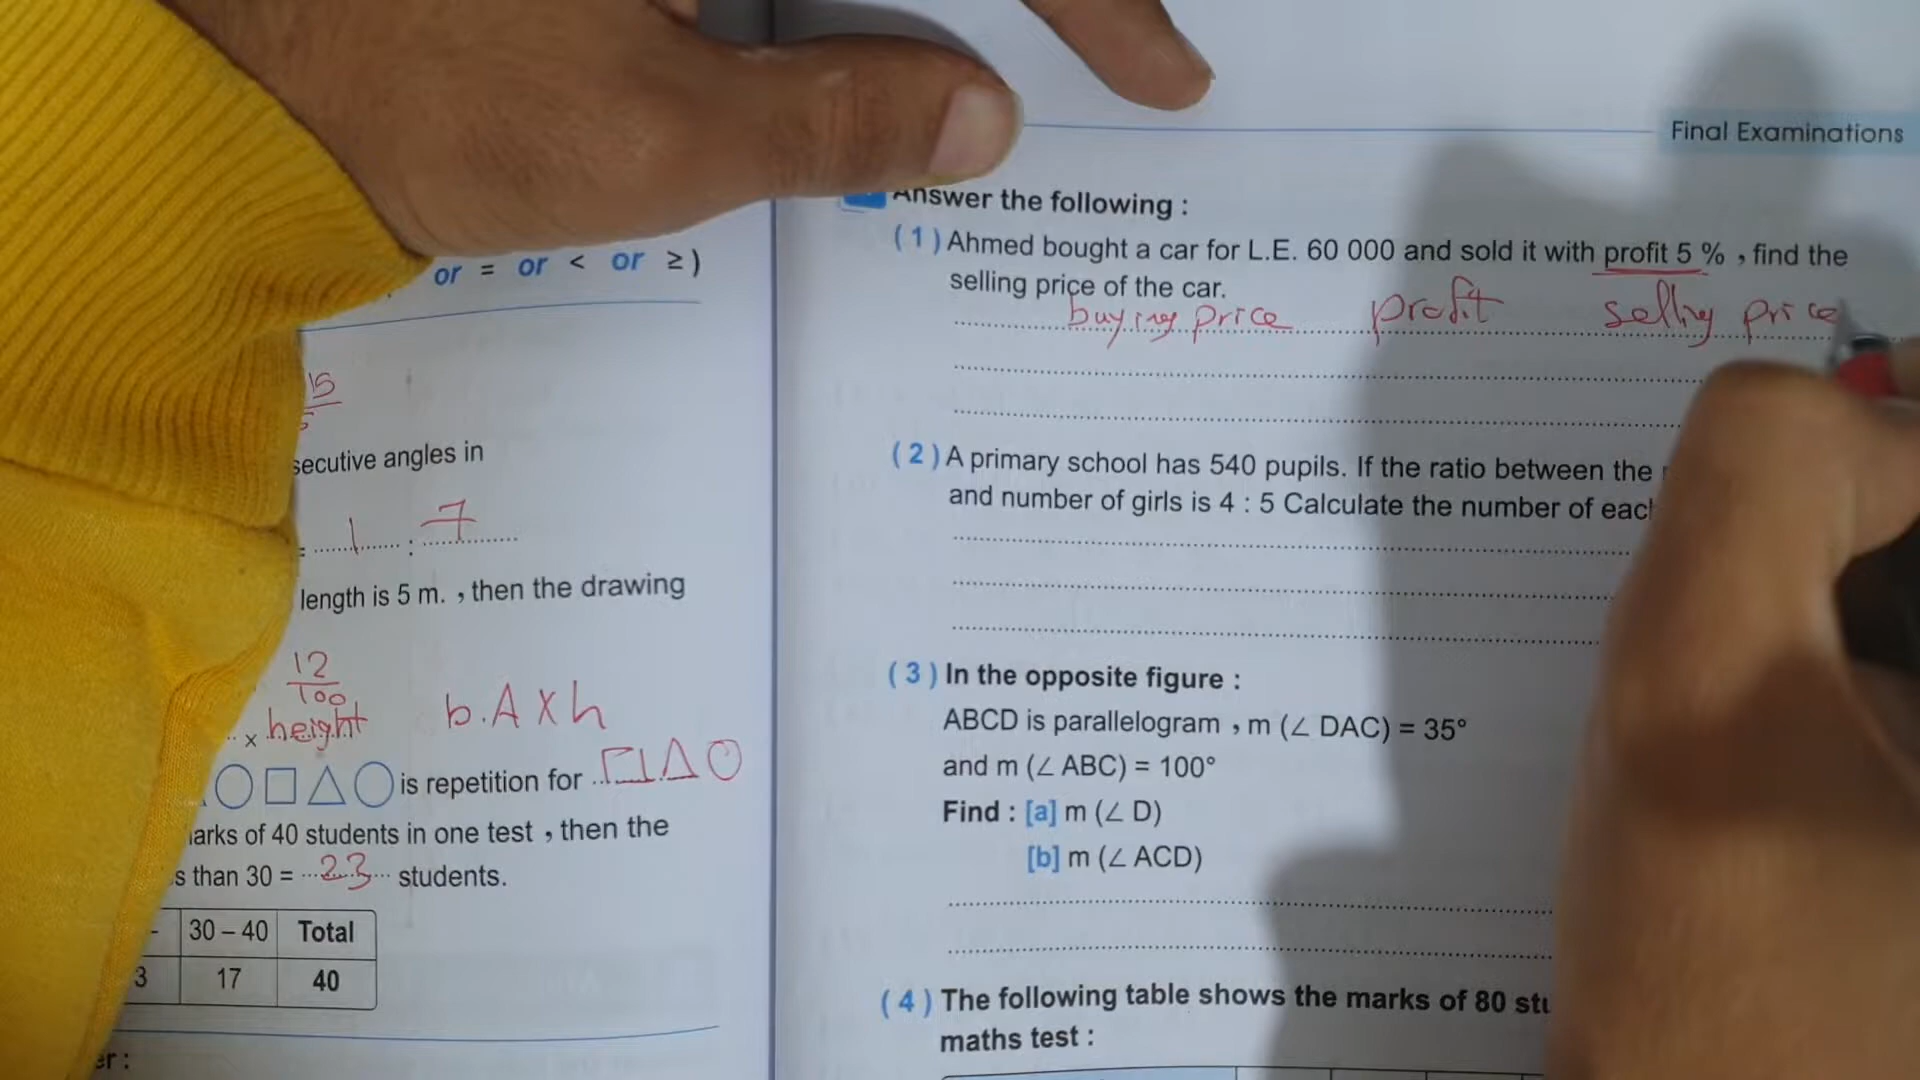 or = or < or ≥ )
15
secutive angles in
= 1 : 7
length is 5 m. , then the drawing
12
100
× height b.A x h
is repetition for
arks of 40 students in one test , then the
s than 30 = 23 students.
- 30 – 40 Total
3 17 40
er :
Final Examinations
Answer the following :
( 1 ) Ahmed bought a car for L.E. 60 000 and sold it with profit 5 % , find the
selling price of the car.
buying price profit selling price
( 2 ) A primary school has 540 pupils. If the ratio between the
and number of girls is 4 : 5 Calculate the number of each
( 3 ) In the opposite figure :
ABCD is parallelogram , m (∠ DAC) = 35°
and m (∠ ABC) = 100°
Find : [a] m (∠ D)
[b] m (∠ ACD)
( 4 ) The following table shows the marks of 80 stu
maths test :